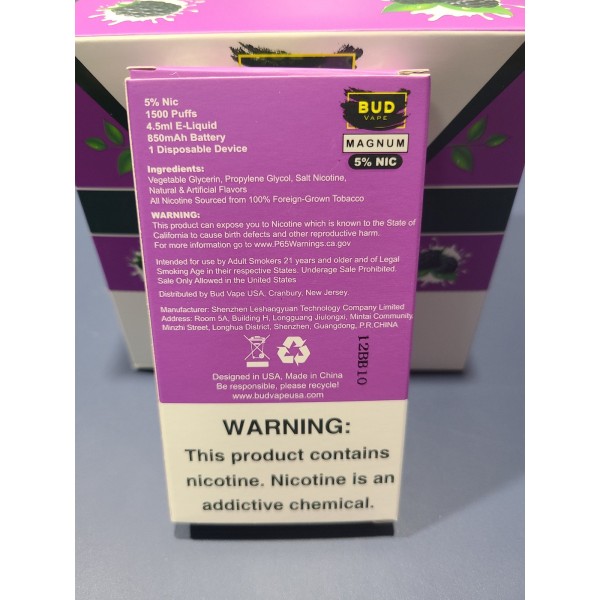 5% Nic
1500 Puffs
4.5ml E-Liquid
850mAh Battery
1 Disposable Device
BUD
VAPE
MAGNUM
5% NIC
Ingredients:
Vegetable Glycerin, Propylene Glycol, Salt Nicotine,
Natural & Artificial Flavors
All Nicotine Sourced from 100% Foreign-Grown Tobacco
WARNING:
This product can expose you to Nicotine which is known to the State of
California to cause birth defects and other reproductive harm.
For more information go to www.P65Warnings.ca.gov
Intended for use by Adult Smokers 21 years and older and of Legal
Smoking Age in their respective States. Underage Sale Prohibited.
Sale Only Allowed in the United States
Distributed by Bud Vape USA, Cranbury, New Jersey.
Manufacturer: Shenzhen Leshangyuan Technology Company Limited
Address: Room 5A, Building H, Longguang Jiulongxi, Mintai Community,
Minzhi Street, Longhua District, Shenzhen, Guangdong, P.R.CHINA
12BB10
Designed in USA, Made in China
Be responsible, please recycle!
www.budvapeusa.com
WARNING:
This product contains
nicotine. Nicotine is an
addictive chemical.